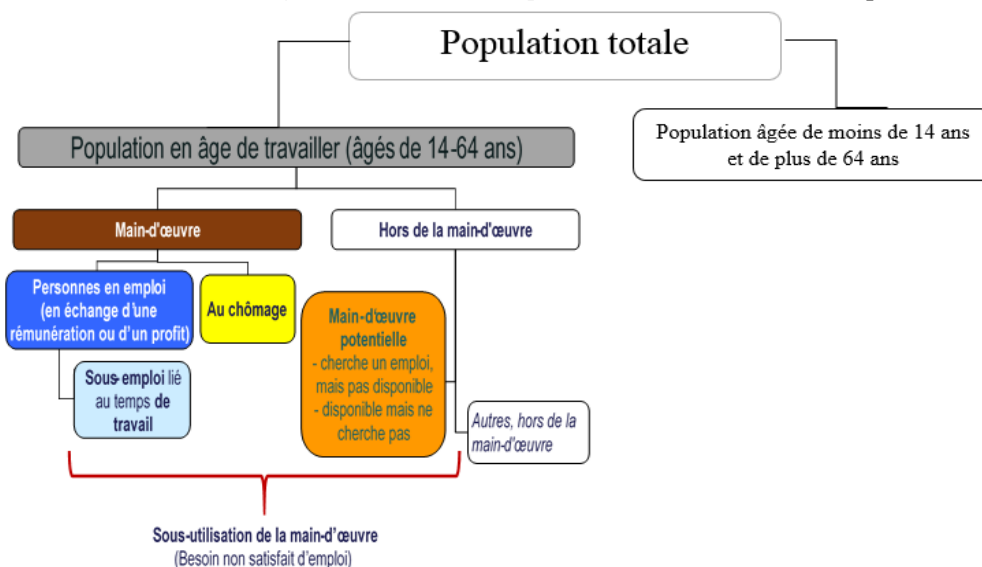 Population totale
Population âgée de moins de 14 ans
et de plus de 64 ans
Population en âge de travailler (âgés de 14-64 ans)
Main-d'œuvre
Hors de la main-d'œuvre
Personnes en emploi
(en échange d'une
rémunération ou d'un profit)
Au chômage
Main-d'œuvre
potentielle
- cherche un emploi,
mais pas disponible
- disponible mais ne
cherche pas
Sous-emploi lié
au temps de
travail
Autres, hors de la
main-d'œuvre
Sous-utilisation de la main-d'œuvre
(Besoin non satisfait d'emploi)